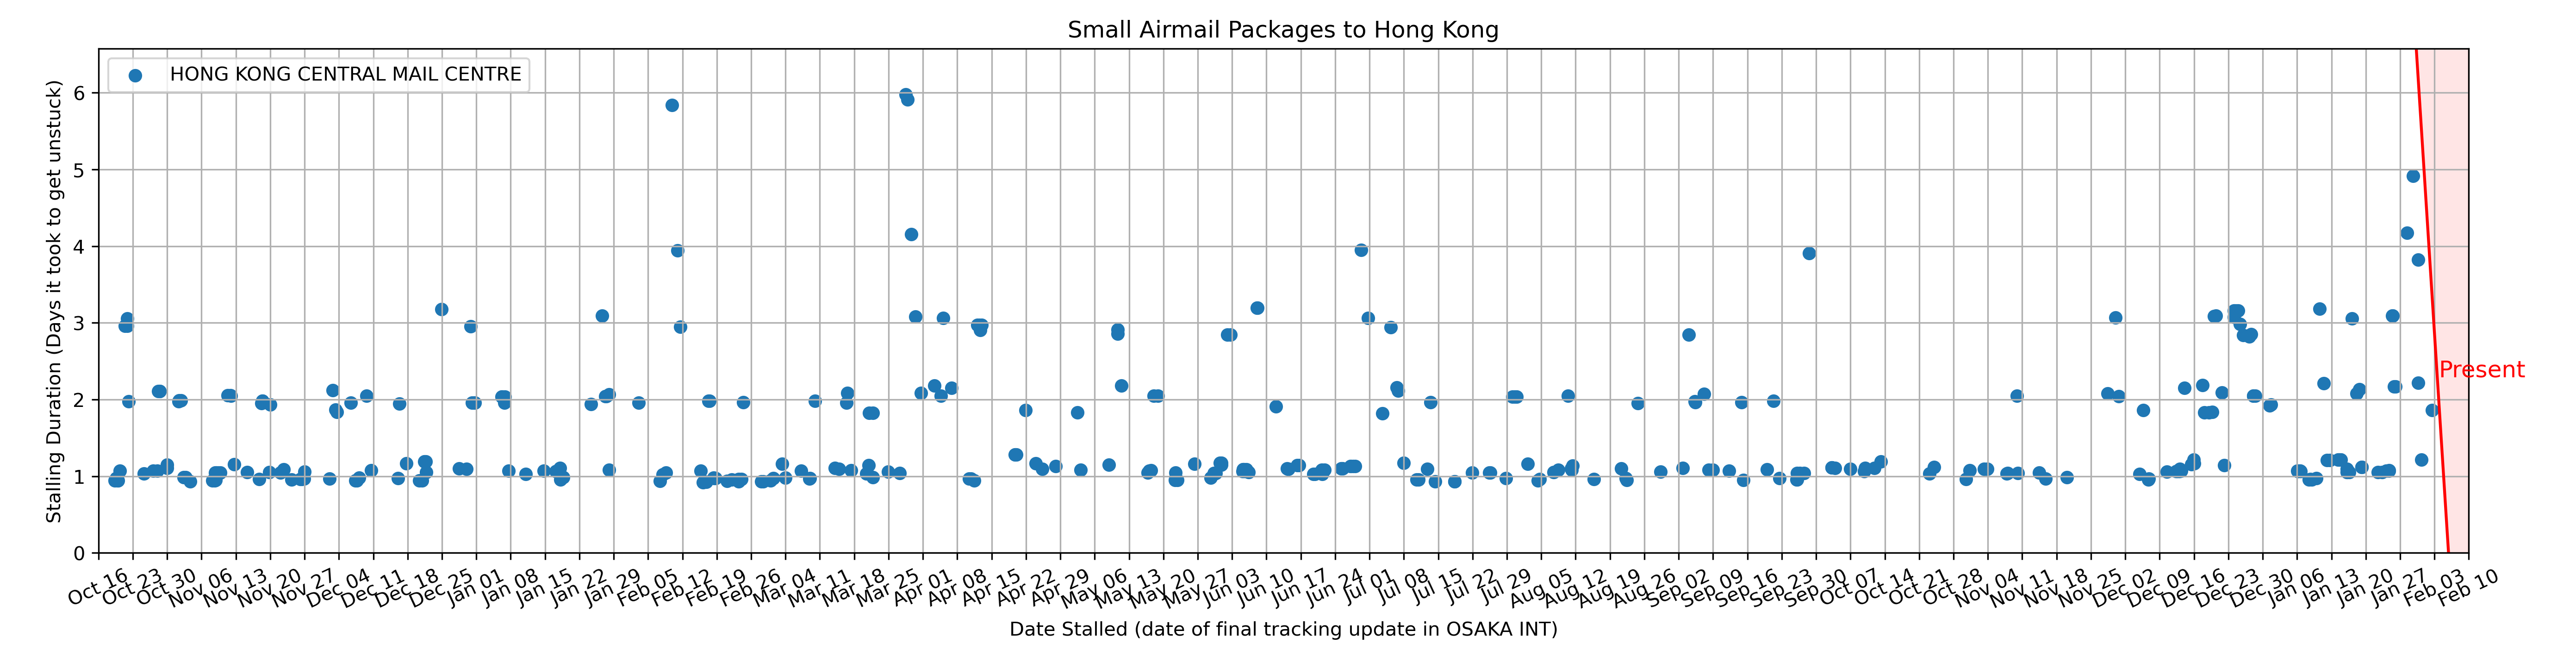 Small Airmail Packages to Hong Kong
HONG KONG CENTRAL MAIL CENTRE
Stalling Duration (Days it took to get unstuck)
6
5
4
3
2
1
0
Present
Oct 16 Oct 23 Oct 30 Nov 06 Nov 13 Nov 20 Nov 27 Dec 04 Dec 11 Dec 18 Dec 25 Jan 01 Jan 08 Jan 15 Jan 22 Jan 29 Feb 05 Feb 12 Feb 19 Feb 26 Mar 04 Mar 11 Mar 18 Mar 25 Apr 01 Apr 08 Apr 15 Apr 22 Apr 29 May 06 May 13 May 20 May 27 Jun 03 Jun 10 Jun 17 Jun 24 Jul 01 Jul 08 Jul 15 Jul 22 Jul 29 Aug 05 Aug 12 Aug 19 Aug 26 Sep 02 Sep 09 Sep 16 Sep 23 Sep 30 Oct 07 Oct 14 Oct 21 Oct 28 Nov 04 Nov 11 Nov 18 Nov 25 Dec 02 Dec 09 Dec 16 Dec 23 Dec 30 Jan 06 Jan 13 Jan 20 Jan 27 Feb 03 Feb 10
Date Stalled (date of final tracking update in OSAKA INT)